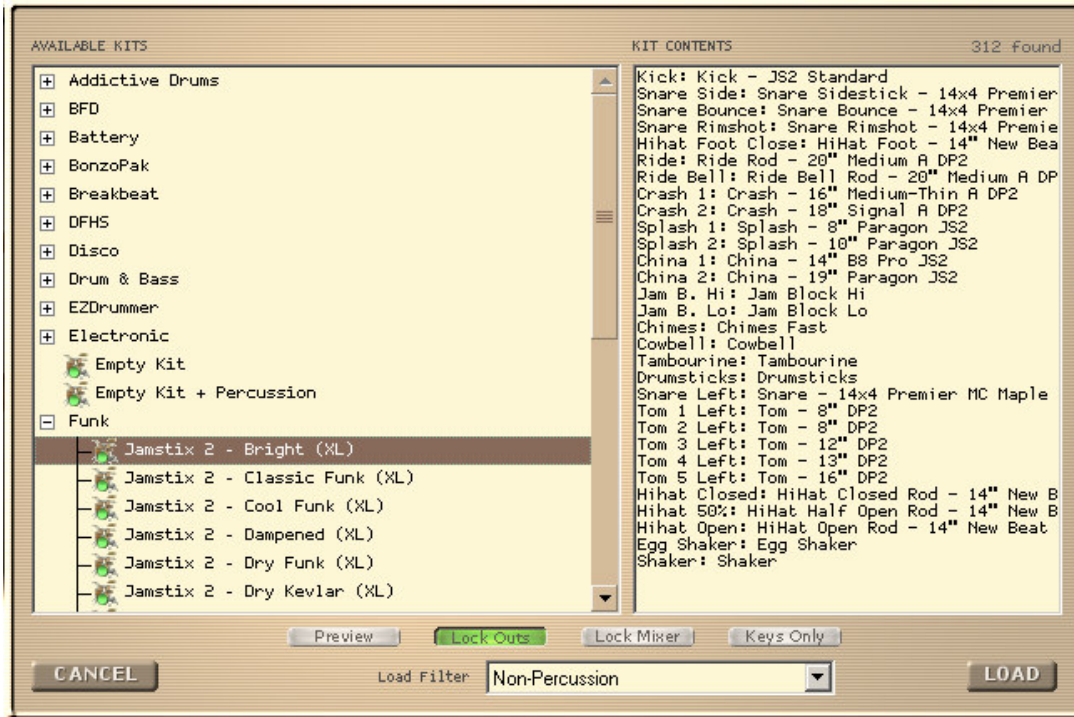 AVAILABLE KITS
Addictive Drums
BFD
Battery
BonzoPak
Breakbeat
DFHS
Disco
Drum & Bass
EZDrummer
Electronic
Empty Kit
Empty Kit + Percussion
Funk
Jamstix 2 - Bright (XL)
Jamstix 2 - Classic Funk (XL)
Jamstix 2 - Cool Funk (XL)
Jamstix 2 - Dampened (XL)
Jamstix 2 - Dry Funk (XL)
Jamstix 2 - Dry Kevlar (XL)
KIT CONTENTS 312 found
Kick: Kick - JS2 Standard
Snare Side: Snare Sidestick - 14x4 Premier
Snare Bounce: Snare Bounce - 14x4 Premier
Snare Rimshot: Snare Rimshot - 14x4 Premie
Hihat Foot Close: HiHat Foot - 14" New Bea
Ride: Ride Rod - 20" Medium A DP2
Ride Bell: Ride Bell Rod - 20" Medium A DP
Crash 1: Crash - 16" Medium-Thin A DP2
Crash 2: Crash - 18" Signal A DP2
Splash 1: Splash - 8" Paragon JS2
Splash 2: Splash - 10" Paragon JS2
China 1: China - 14" B8 Pro JS2
China 2: China - 19" Paragon JS2
Jam B. Hi: Jam Block Hi
Jam B. Lo: Jam Block Lo
Chimes: Chimes Fast
Cowbell: Cowbell
Tambourine: Tambourine
Drumsticks: Drumsticks
Snare Left: Snare - 14x4 Premier MC Maple
Tom 1 Left: Tom - 8" DP2
Tom 2 Left: Tom - 8" DP2
Tom 3 Left: Tom - 12" DP2
Tom 4 Left: Tom - 13" DP2
Tom 5 Left: Tom - 16" DP2
Hihat Closed: HiHat Closed Rod - 14" New B
Hihat 50%: HiHat Half Open Rod - 14" New B
Hihat Open: HiHat Open Rod - 14" New Beat
Egg Shaker: Egg Shaker
Shaker: Shaker
Preview Lock Outs Lock Mixer Keys Only
CANCEL Load Filter Non-Percussion LOAD